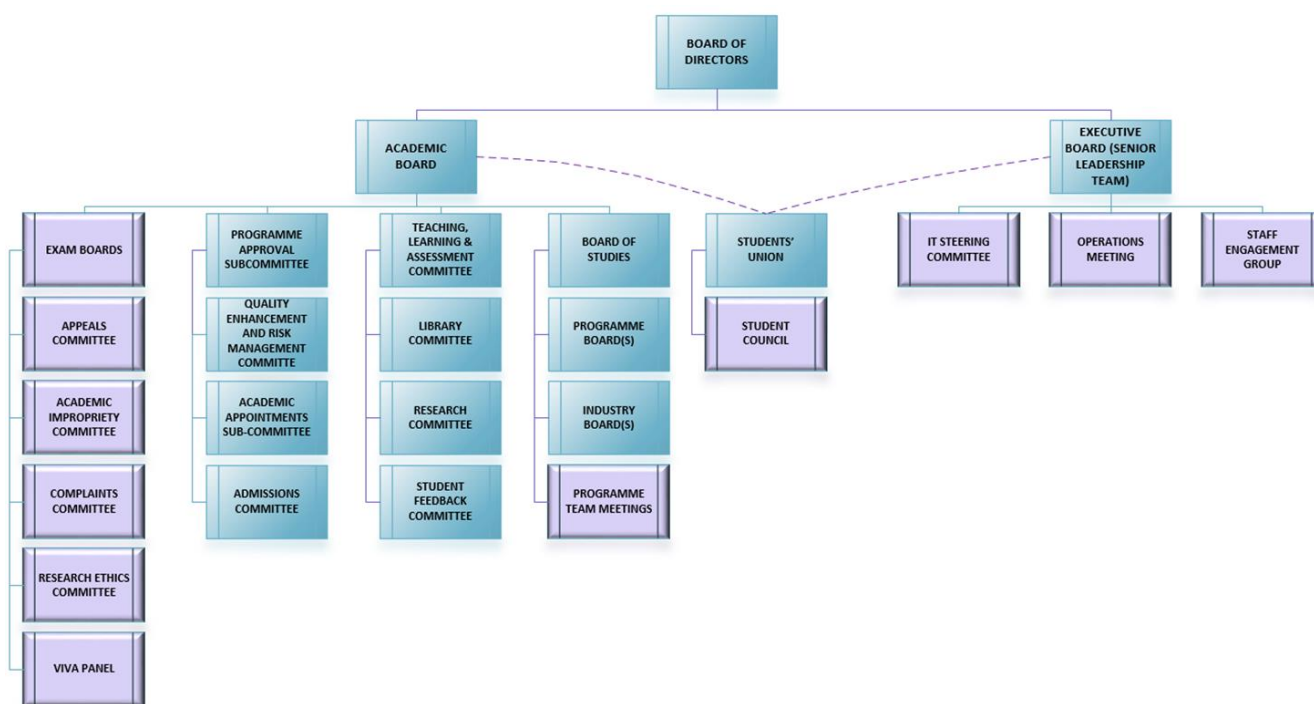 BOARD OF
DIRECTORS
ACADEMIC
BOARD
EXECUTIVE
BOARD (SENIOR
LEADERSHIP
TEAM)
EXAM BOARDS
APPEALS
COMMITTEE
ACADEMIC
IMPROPRIETY
COMMITTEE
COMPLAINTS
COMMITTEE
RESEARCH ETHICS
COMMITTEE
VIVA PANEL
PROGRAMME
APPROVAL
SUBCOMMITTEE
QUALITY
ENHANCEMENT
AND RISK
MANAGEMENT
COMMITTE
ACADEMIC
APPOINTMENTS
SUB-COMMITTEE
ADMISSIONS
COMMITTEE
TEACHING,
LEARNING &
ASSESSMENT
COMMITTEE
LIBRARY
COMMITTEE
RESEARCH
COMMITTEE
STUDENT
FEEDBACK
COMMITTEE
BOARD OF
STUDIES
PROGRAMME
BOARD(S)
INDUSTRY
BOARD(S)
PROGRAMME
TEAM MEETINGS
STUDENTS’
UNION
STUDENT
COUNCIL
IT STEERING
COMMITTEE
OPERATIONS
MEETING
STAFF
ENGAGEMENT
GROUP